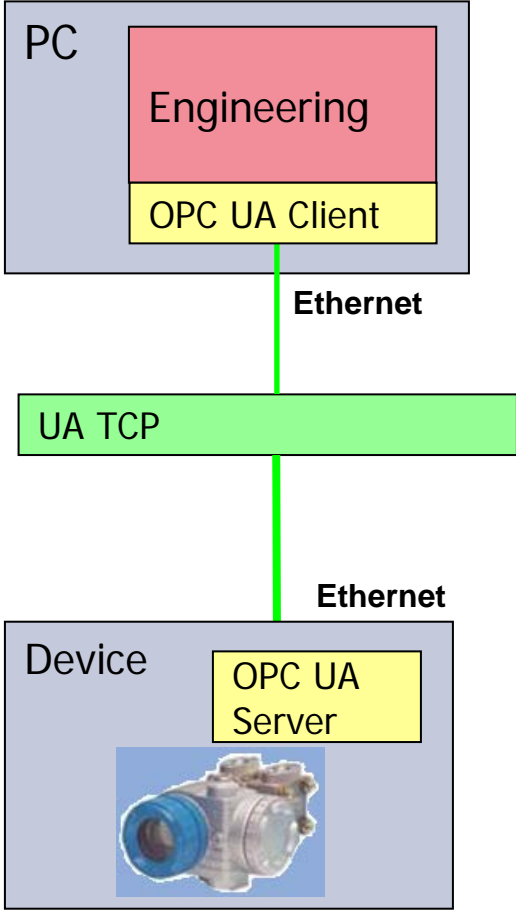 PC
Engineering
OPC UA Client
Ethernet
UA TCP
Ethernet
Device
OPC UA
Server